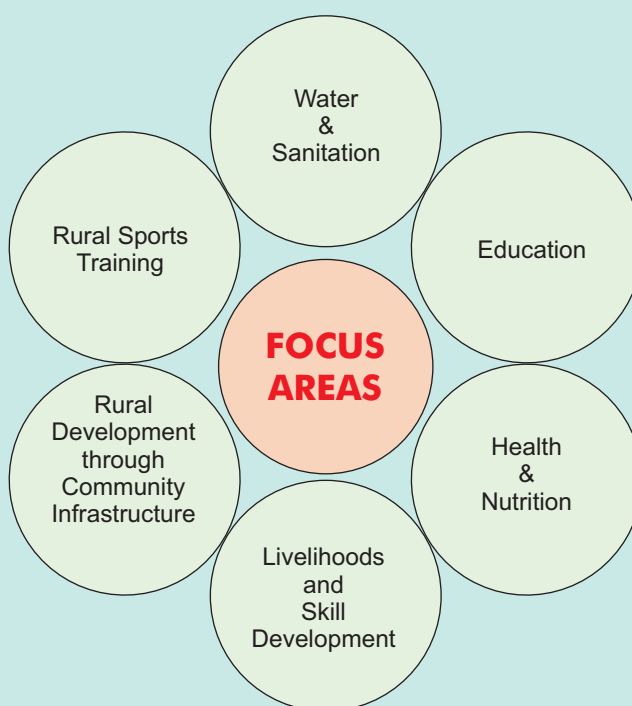 Water
&
Sanitation
Rural Sports
Training
Education
FOCUS
AREAS
Rural
Development
through
Community
Infrastructure
Health
&
Nutrition
Livelihoods
and
Skill
Development